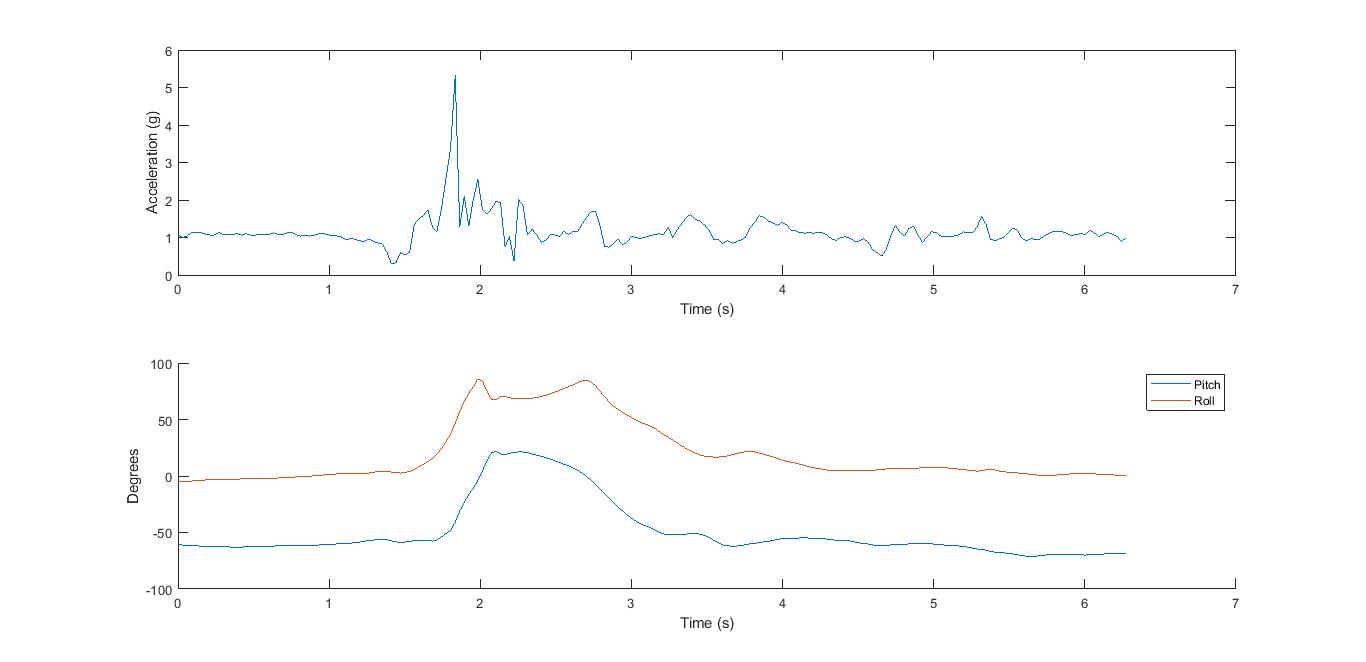 6
5
4
3
2
1
0
Acceleration (g)
0 1 2 3 4 5 6 7
Time (s)
100
50
0
-50
-100
Degrees
Pitch
Roll
0 1 2 3 4 5 6 7
Time (s)